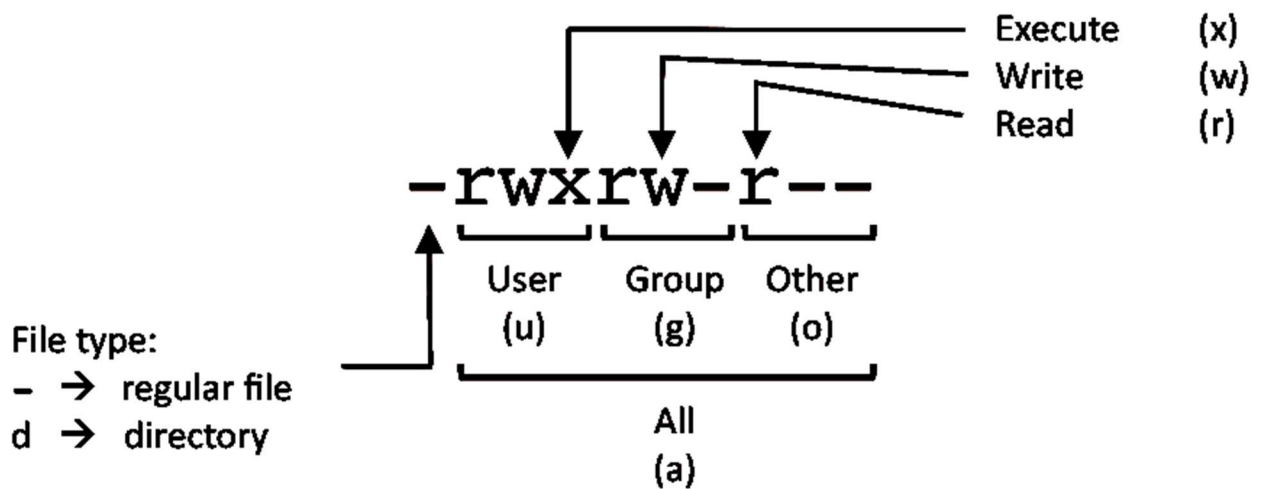 Execute (x)
Write (w)
Read (r)
-rwxrw-r--
User Group Other
(u) (g) (o)
File type:
- → regular file
d → directory
All
(a)